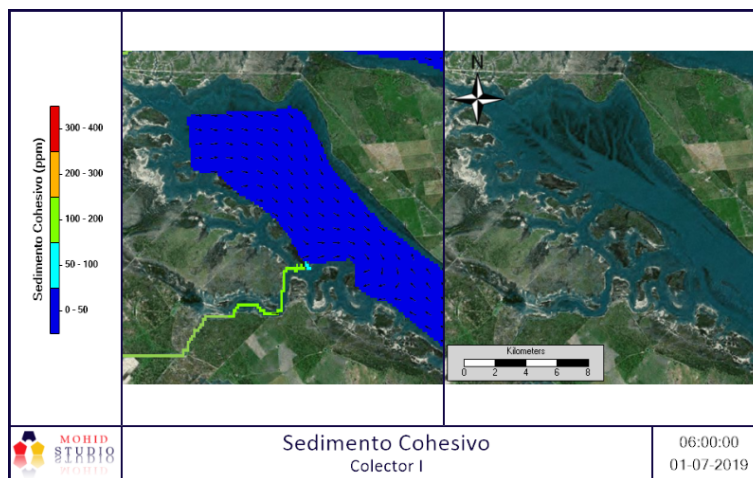 Sedimento Cohesivo (ppm)
300 - 400
200 - 300
100 - 200
50 - 100
0 - 50
N
Kilometers
0 2 4 6 8
MOHID
STUDIO
Sedimento Cohesivo
Colector I
06:00:00
01-07-2019